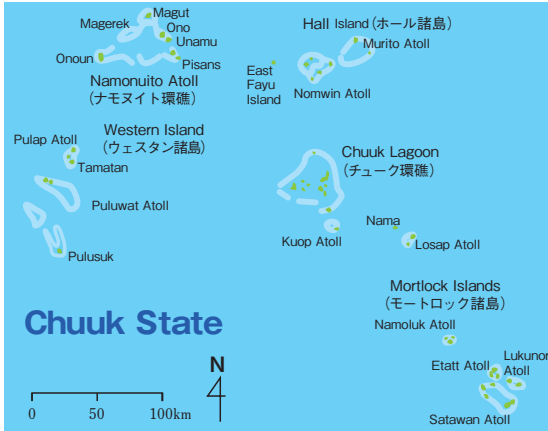 Magut
Magerek
Ono
Unamu
Onoun
Pisans
Namonuito Atoll
(ナモヌイト環礁)
Hall Island(ホール諸島)
Murito Atoll
East
Fayu
Island
Nomwin Atoll
Western Island
(ウェスタン諸島)
Pulap Atoll
Tamatan
Puluwat Atoll
Pulusuk
Chuuk Lagoon
(チューク環礁)
Kuop Atoll
Nama
Losap Atoll
Mortlock Islands
(モートロック諸島)
Namoluk Atoll
Etatt Atoll
Lukunor
Atoll
Satawan Atoll
Chuuk State
N
0 50 100km